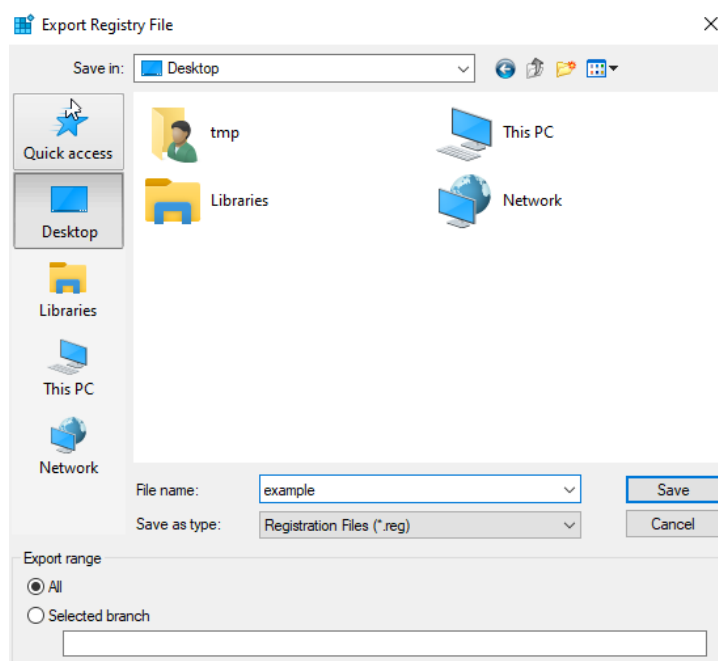 Export Registry File
Save in: Desktop
tmp
This PC
Quick access
Libraries
Network
Desktop
Libraries
This PC
Network
File name: example Save
Save as type: Registration Files (*.reg) Cancel
Export range
All
Selected branch